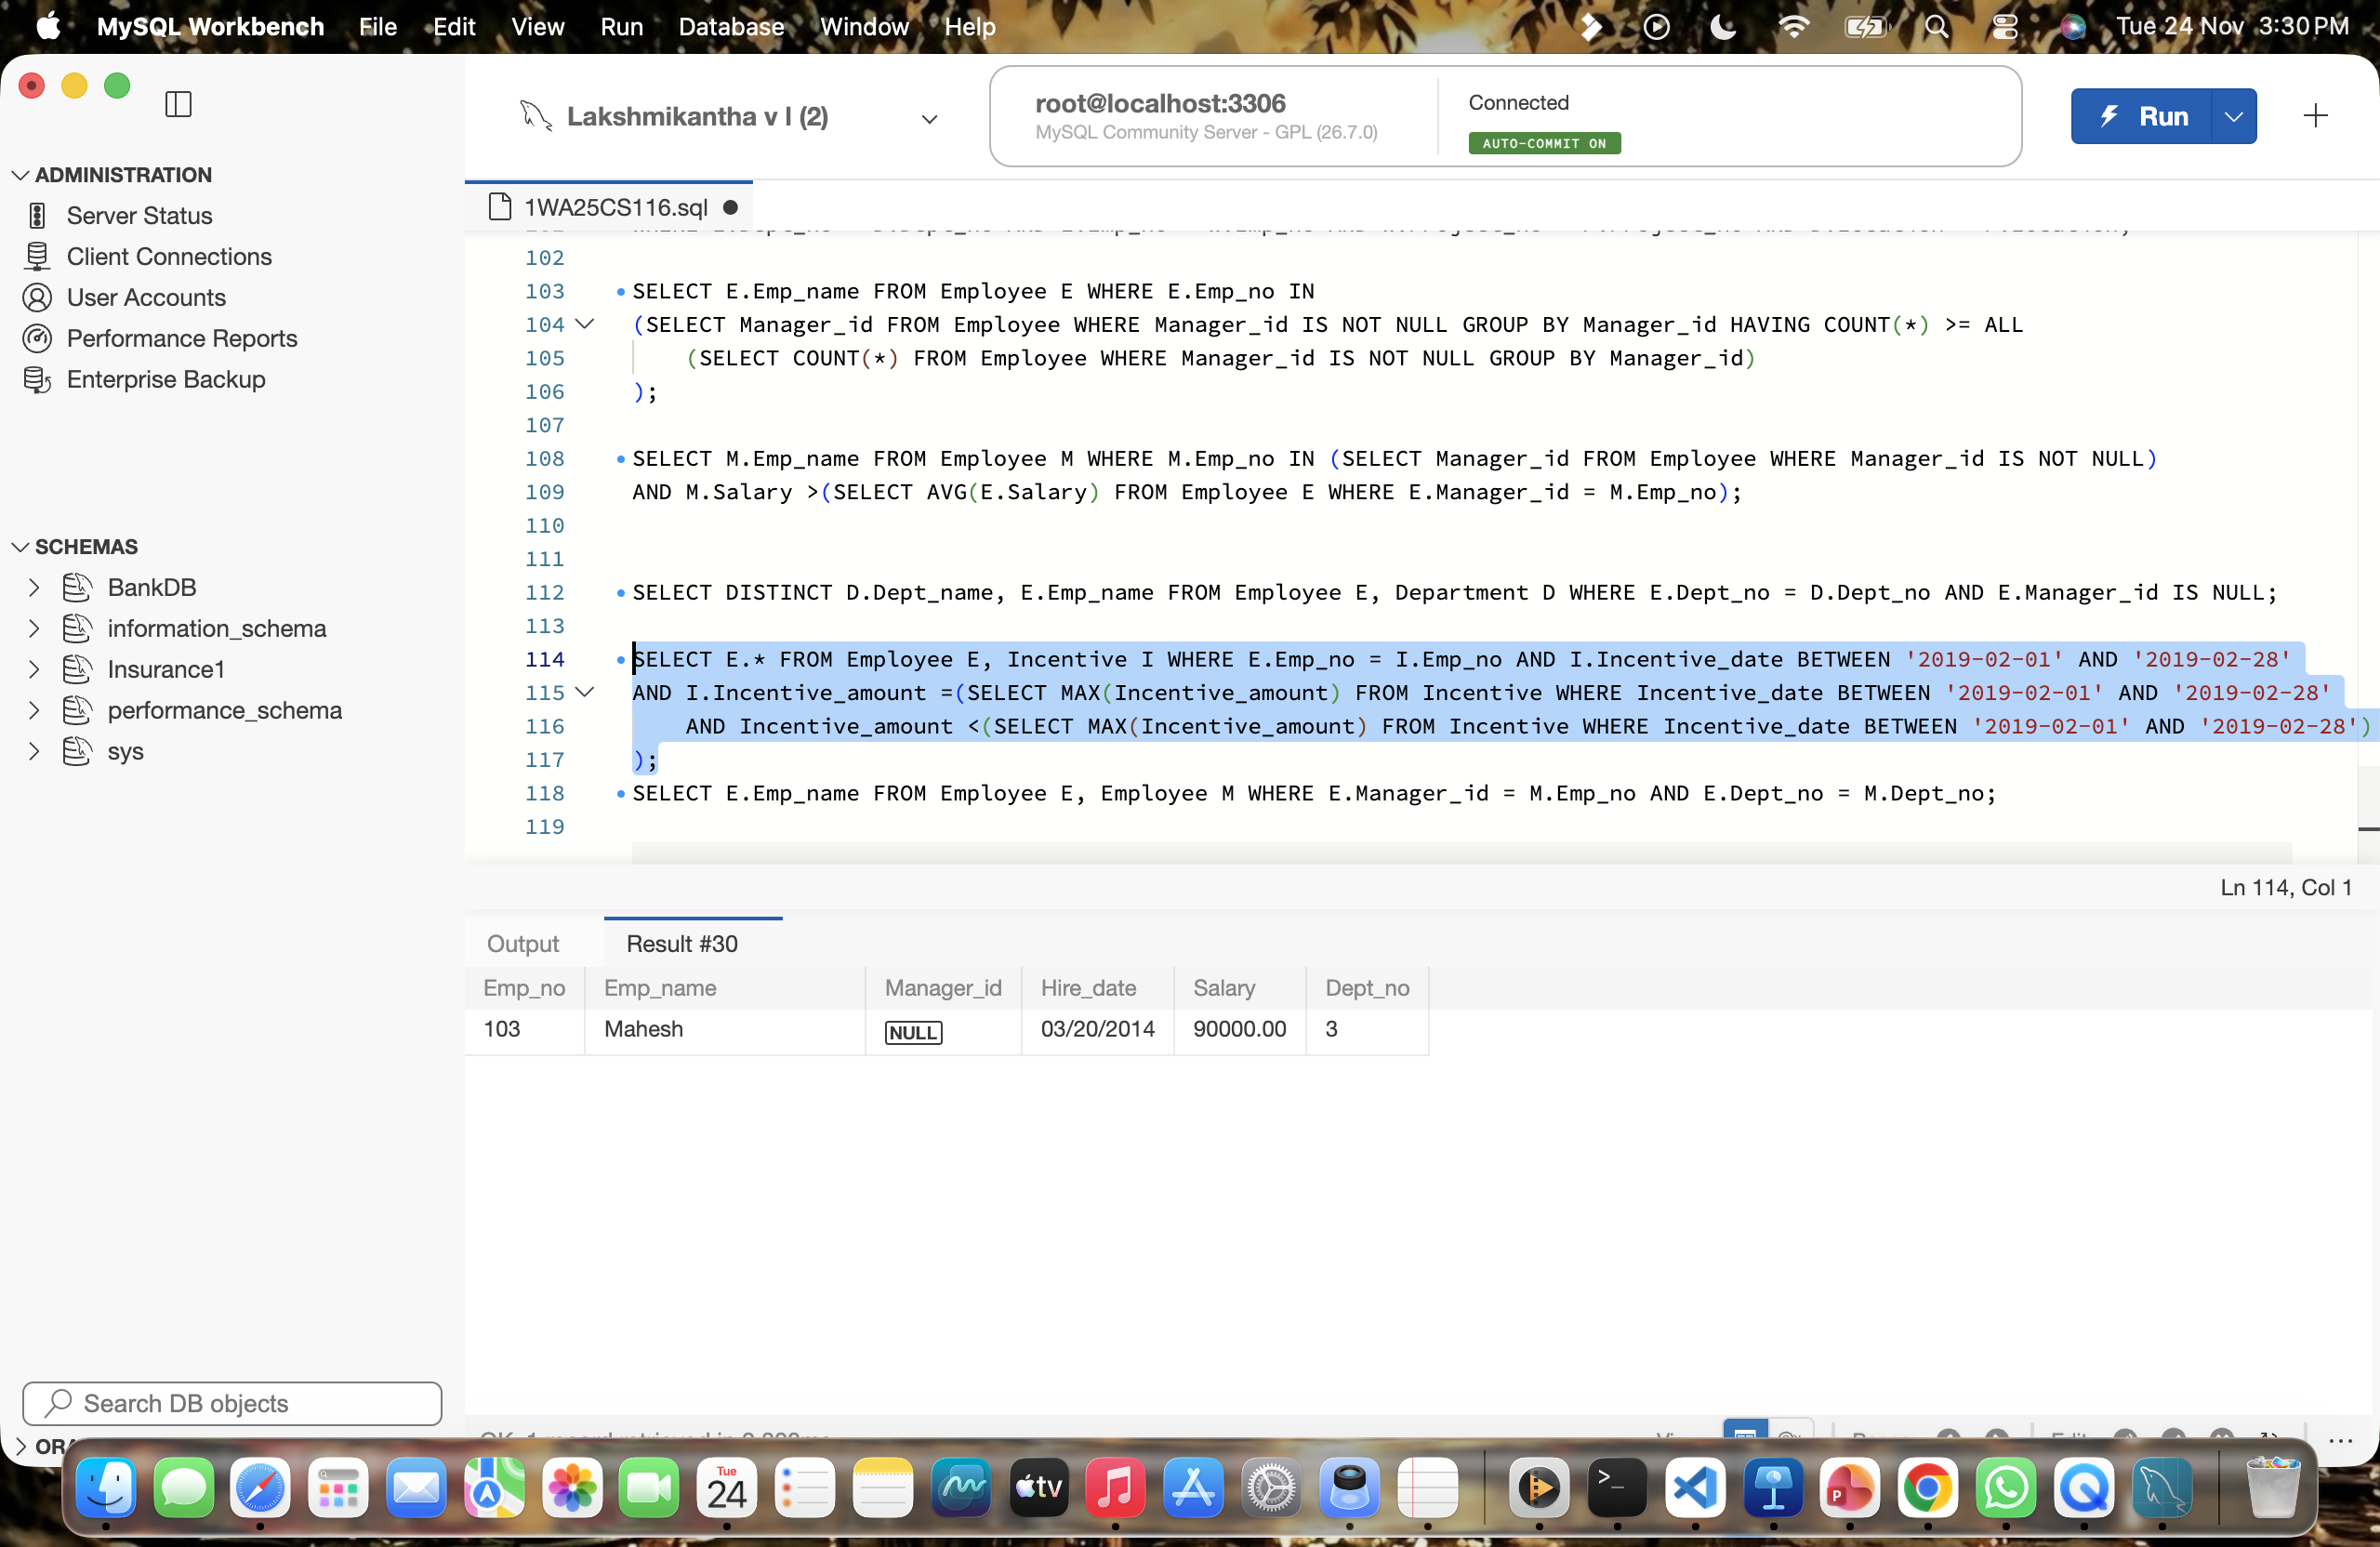 MySQL Workbench File Edit View Run Database Window Help Tue 24 Nov 3:30 PM
Lakshmikantha v l (2)
root@localhost:3306
MySQL Community Server - GPL (26.7.0)
Connected
AUTO-COMMIT ON
Run
ADMINISTRATION
Server Status
Client Connections
User Accounts
Performance Reports
Enterprise Backup
SCHEMAS
BankDB
information_schema
Insurance1
performance_schema
sys
Search DB objects
1WA25CS116.sql
102
103 SELECT E.Emp_name FROM Employee E WHERE E.Emp_no IN
104 (SELECT Manager_id FROM Employee WHERE Manager_id IS NOT NULL GROUP BY Manager_id HAVING COUNT(*) >= ALL
105 (SELECT COUNT(*) FROM Employee WHERE Manager_id IS NOT NULL GROUP BY Manager_id)
106 );
107
108 SELECT M.Emp_name FROM Employee M WHERE M.Emp_no IN (SELECT Manager_id FROM Employee WHERE Manager_id IS NOT NULL)
109 AND M.Salary >(SELECT AVG(E.Salary) FROM Employee E WHERE E.Manager_id = M.Emp_no);
110
111
112 SELECT DISTINCT D.Dept_name, E.Emp_name FROM Employee E, Department D WHERE E.Dept_no = D.Dept_no AND E.Manager_id IS NULL;
113
114 SELECT E.* FROM Employee E, Incentive I WHERE E.Emp_no = I.Emp_no AND I.Incentive_date BETWEEN '2019-02-01' AND '2019-02-28'
115 AND I.Incentive_amount =(SELECT MAX(Incentive_amount) FROM Incentive WHERE Incentive_date BETWEEN '2019-02-01' AND '2019-02-28'
116 AND Incentive_amount <(SELECT MAX(Incentive_amount) FROM Incentive WHERE Incentive_date BETWEEN '2019-02-01' AND '2019-02-28')
117 );
118 SELECT E.Emp_name FROM Employee E, Employee M WHERE E.Manager_id = M.Emp_no AND E.Dept_no = M.Dept_no;
119
Ln 114, Col 1
Output Result #30
Emp_no Emp_name Manager_id Hire_date Salary Dept_no
103 Mahesh NULL 03/20/2014 90000.00 3
Tue
24
tv
P